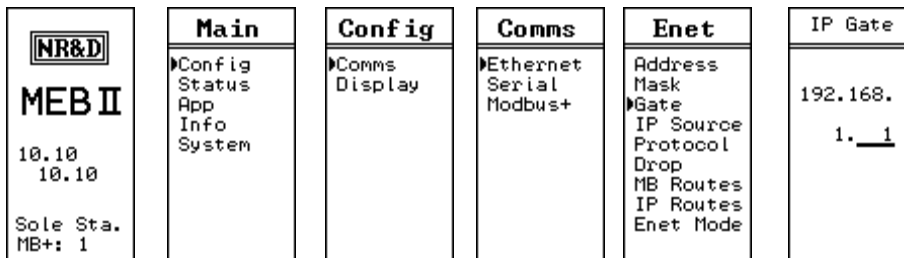 NR&D
MEB II
10.10
10.10
Sole Sta.
MB+: 1
Main
Config
Status
App
Info
System
Config
Comms
Display
Comms
Ethernet
Serial
Modbus+
Enet
Address
Mask
Gate
IP Source
Protocol
Drop
MB Routes
IP Routes
Enet Mode
IP Gate
192.168.
1.  1